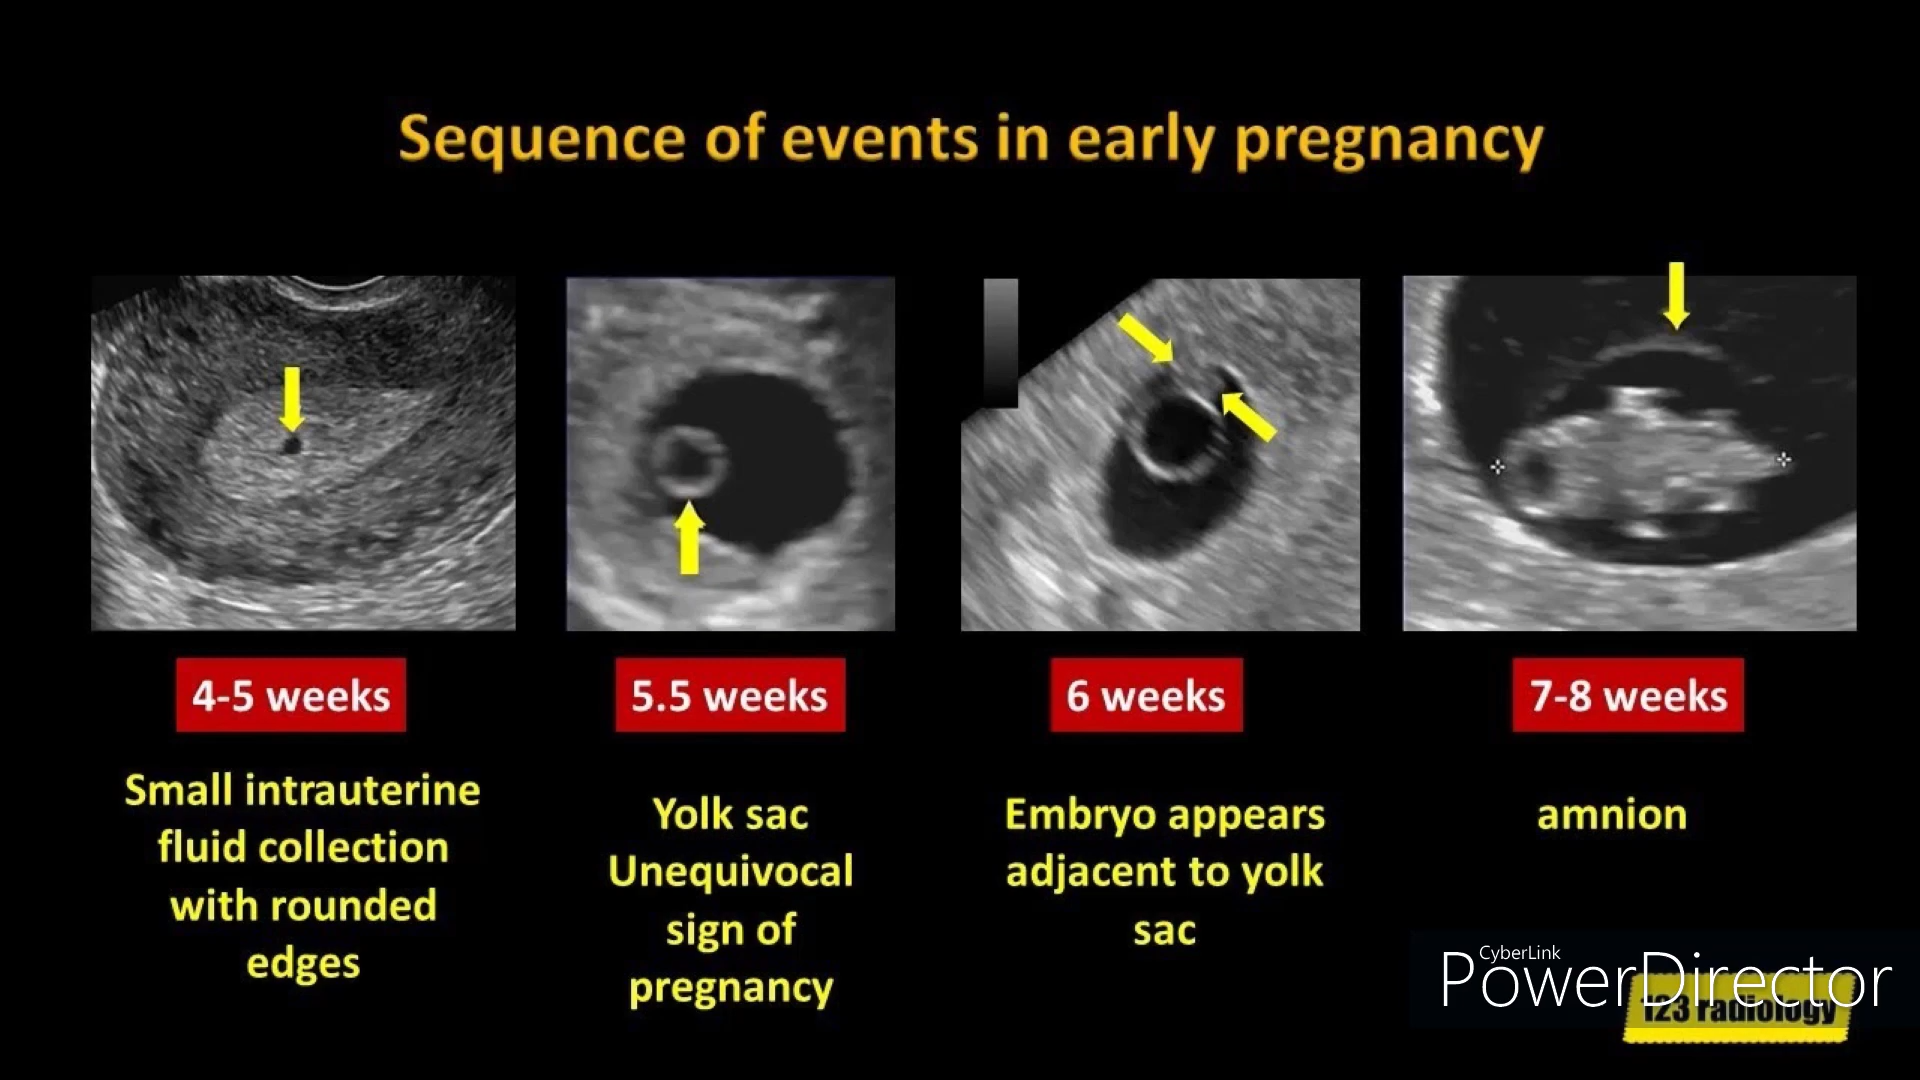 Sequence of events in early pregnancy
4-5 weeks
Small intrauterine
fluid collection
with rounded
edges
5.5 weeks
Yolk sac
Unequivocal
sign of
pregnancy
6 weeks
Embryo appears
adjacent to yolk
sac
7-8 weeks
amnion
CyberLink
PowerDirector
123 radiology